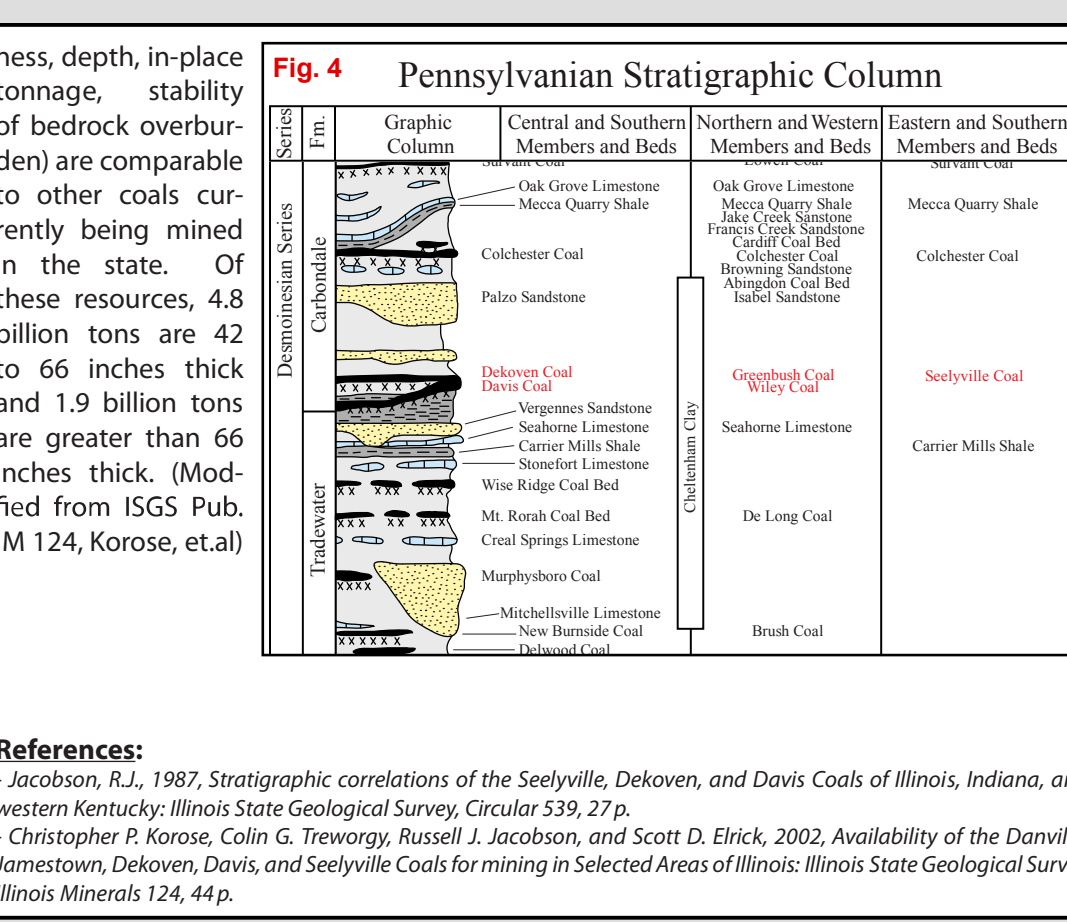 ness, depth, in-place
tonnage, stability
of bedrock overbur-
den) are comparable
to other coals cur-
rently being mined
in the state. Of
these resources, 4.8
billion tons are 42
to 66 inches thick
and 1.9 billion tons
are greater than 66
inches thick. (Mod-
ified from ISGS Pub.
IM 124, Korose, et.al)
Fig. 4
Pennsylvanian Stratigraphic Column
Series
Fm.
Graphic
Column
Central and Southern
Members and Beds
Northern and Western
Members and Beds
Eastern and Southern
Members and Beds
Desmoinesian Series
Carbondale
Tradewater
Survant Coal
Oak Grove Limestone
Mecca Quarry Shale
Colchester Coal
Palzo Sandstone
Dekoven Coal
Davis Coal
Vergennes Sandstone
Seahorne Limestone
Carrier Mills Shale
Stonefort Limestone
Wise Ridge Coal Bed
Mt. Rorah Coal Bed
Creal Springs Limestone
Murphysboro Coal
Mitchellsville Limestone
New Burnside Coal
Delwood Coal
Cheltenham Clay
Lowell Coal
Oak Grove Limestone
Mecca Quarry Shale
Jake Creek Sanstone
Francis Creek Sandstone
Cardiff Coal Bed
Colchester Coal
Browning Sandstone
Abingdon Coal Bed
Isabel Sandstone
Greenbush Coal
Wiley Coal
Seahorne Limestone
De Long Coal
Brush Coal
Survant Coal
Mecca Quarry Shale
Colchester Coal
Seelyville Coal
Carrier Mills Shale
References:
- Jacobson, R.J., 1987, Stratigraphic correlations of the Seelyville, Dekoven, and Davis Coals of Illinois, Indiana, an
western Kentucky: Illinois State Geological Survey, Circular 539, 27 p.
- Christopher P. Korose, Colin G. Treworgy, Russell J. Jacobson, and Scott D. Elrick, 2002, Availability of the Danvil
Jamestown, Dekoven, Davis, and Seelyville Coals for mining in Selected Areas of Illinois: Illinois State Geological Surv
Illinois Minerals 124, 44 p.